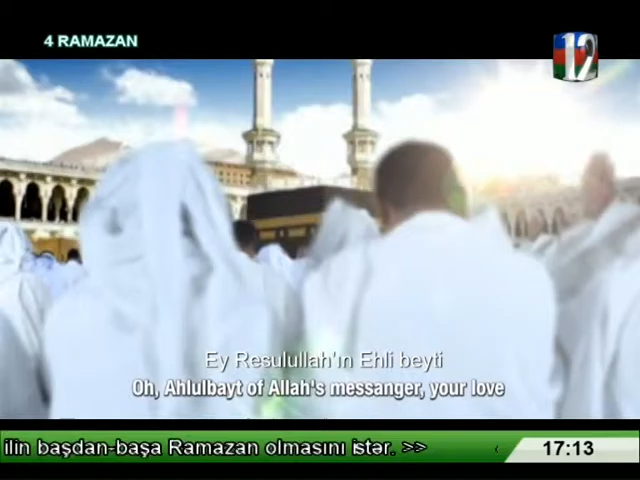 4 RAMAZAN
12
Ey Resulullah'ın Ehli beyti
Oh, Ahlulbayt of Allah's messanger, your love
ilin başdan-başa Ramazan olmasını istər. >>
17:13